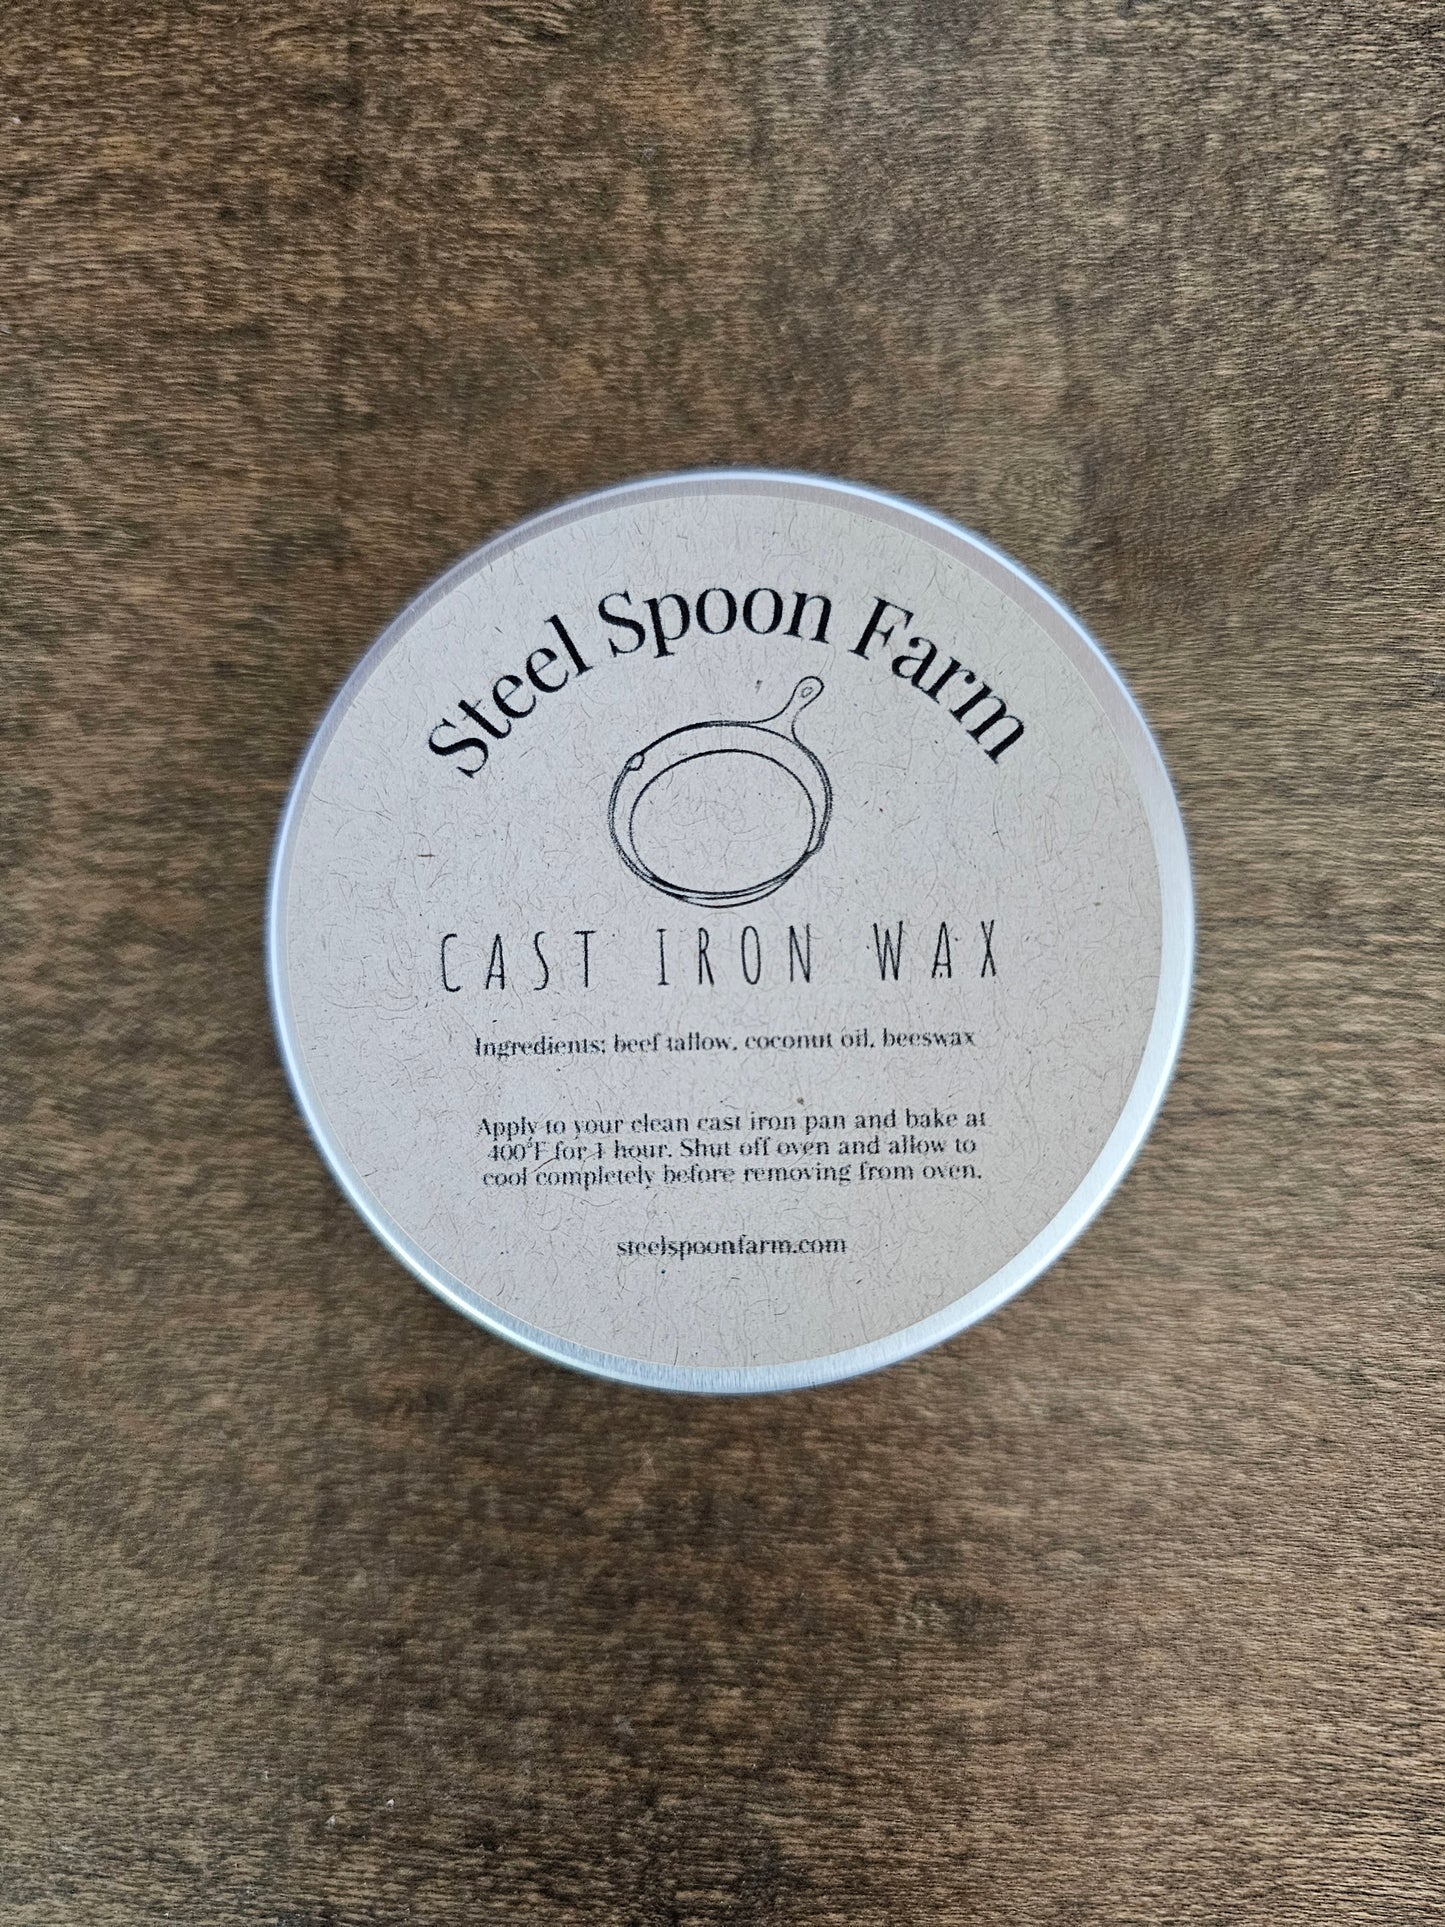 Steel Spoon Farm
CAST IRON WAX
Ingredients: beef tallow, coconut oil, beeswax
Apply to your clean cast iron pan and bake at
400°F for 1 hour. Shut off oven and allow to
cool completely before removing from oven.
steelspoonfarm.com